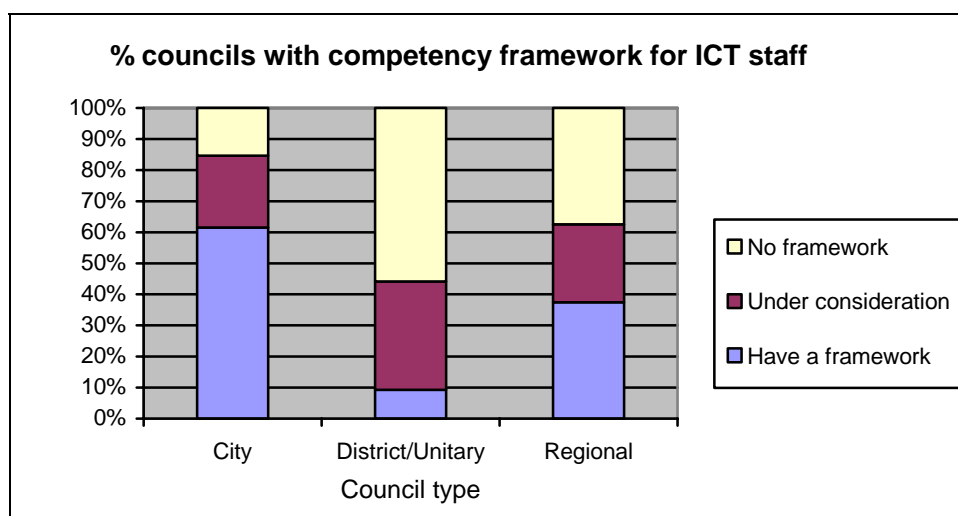 % councils with competency framework for ICT staff
100%
90%
80%
70%
60%
50%
40%
30%
20%
10%
0%
City
District/Unitary
Regional
Council type
No framework
Under consideration
Have a framework